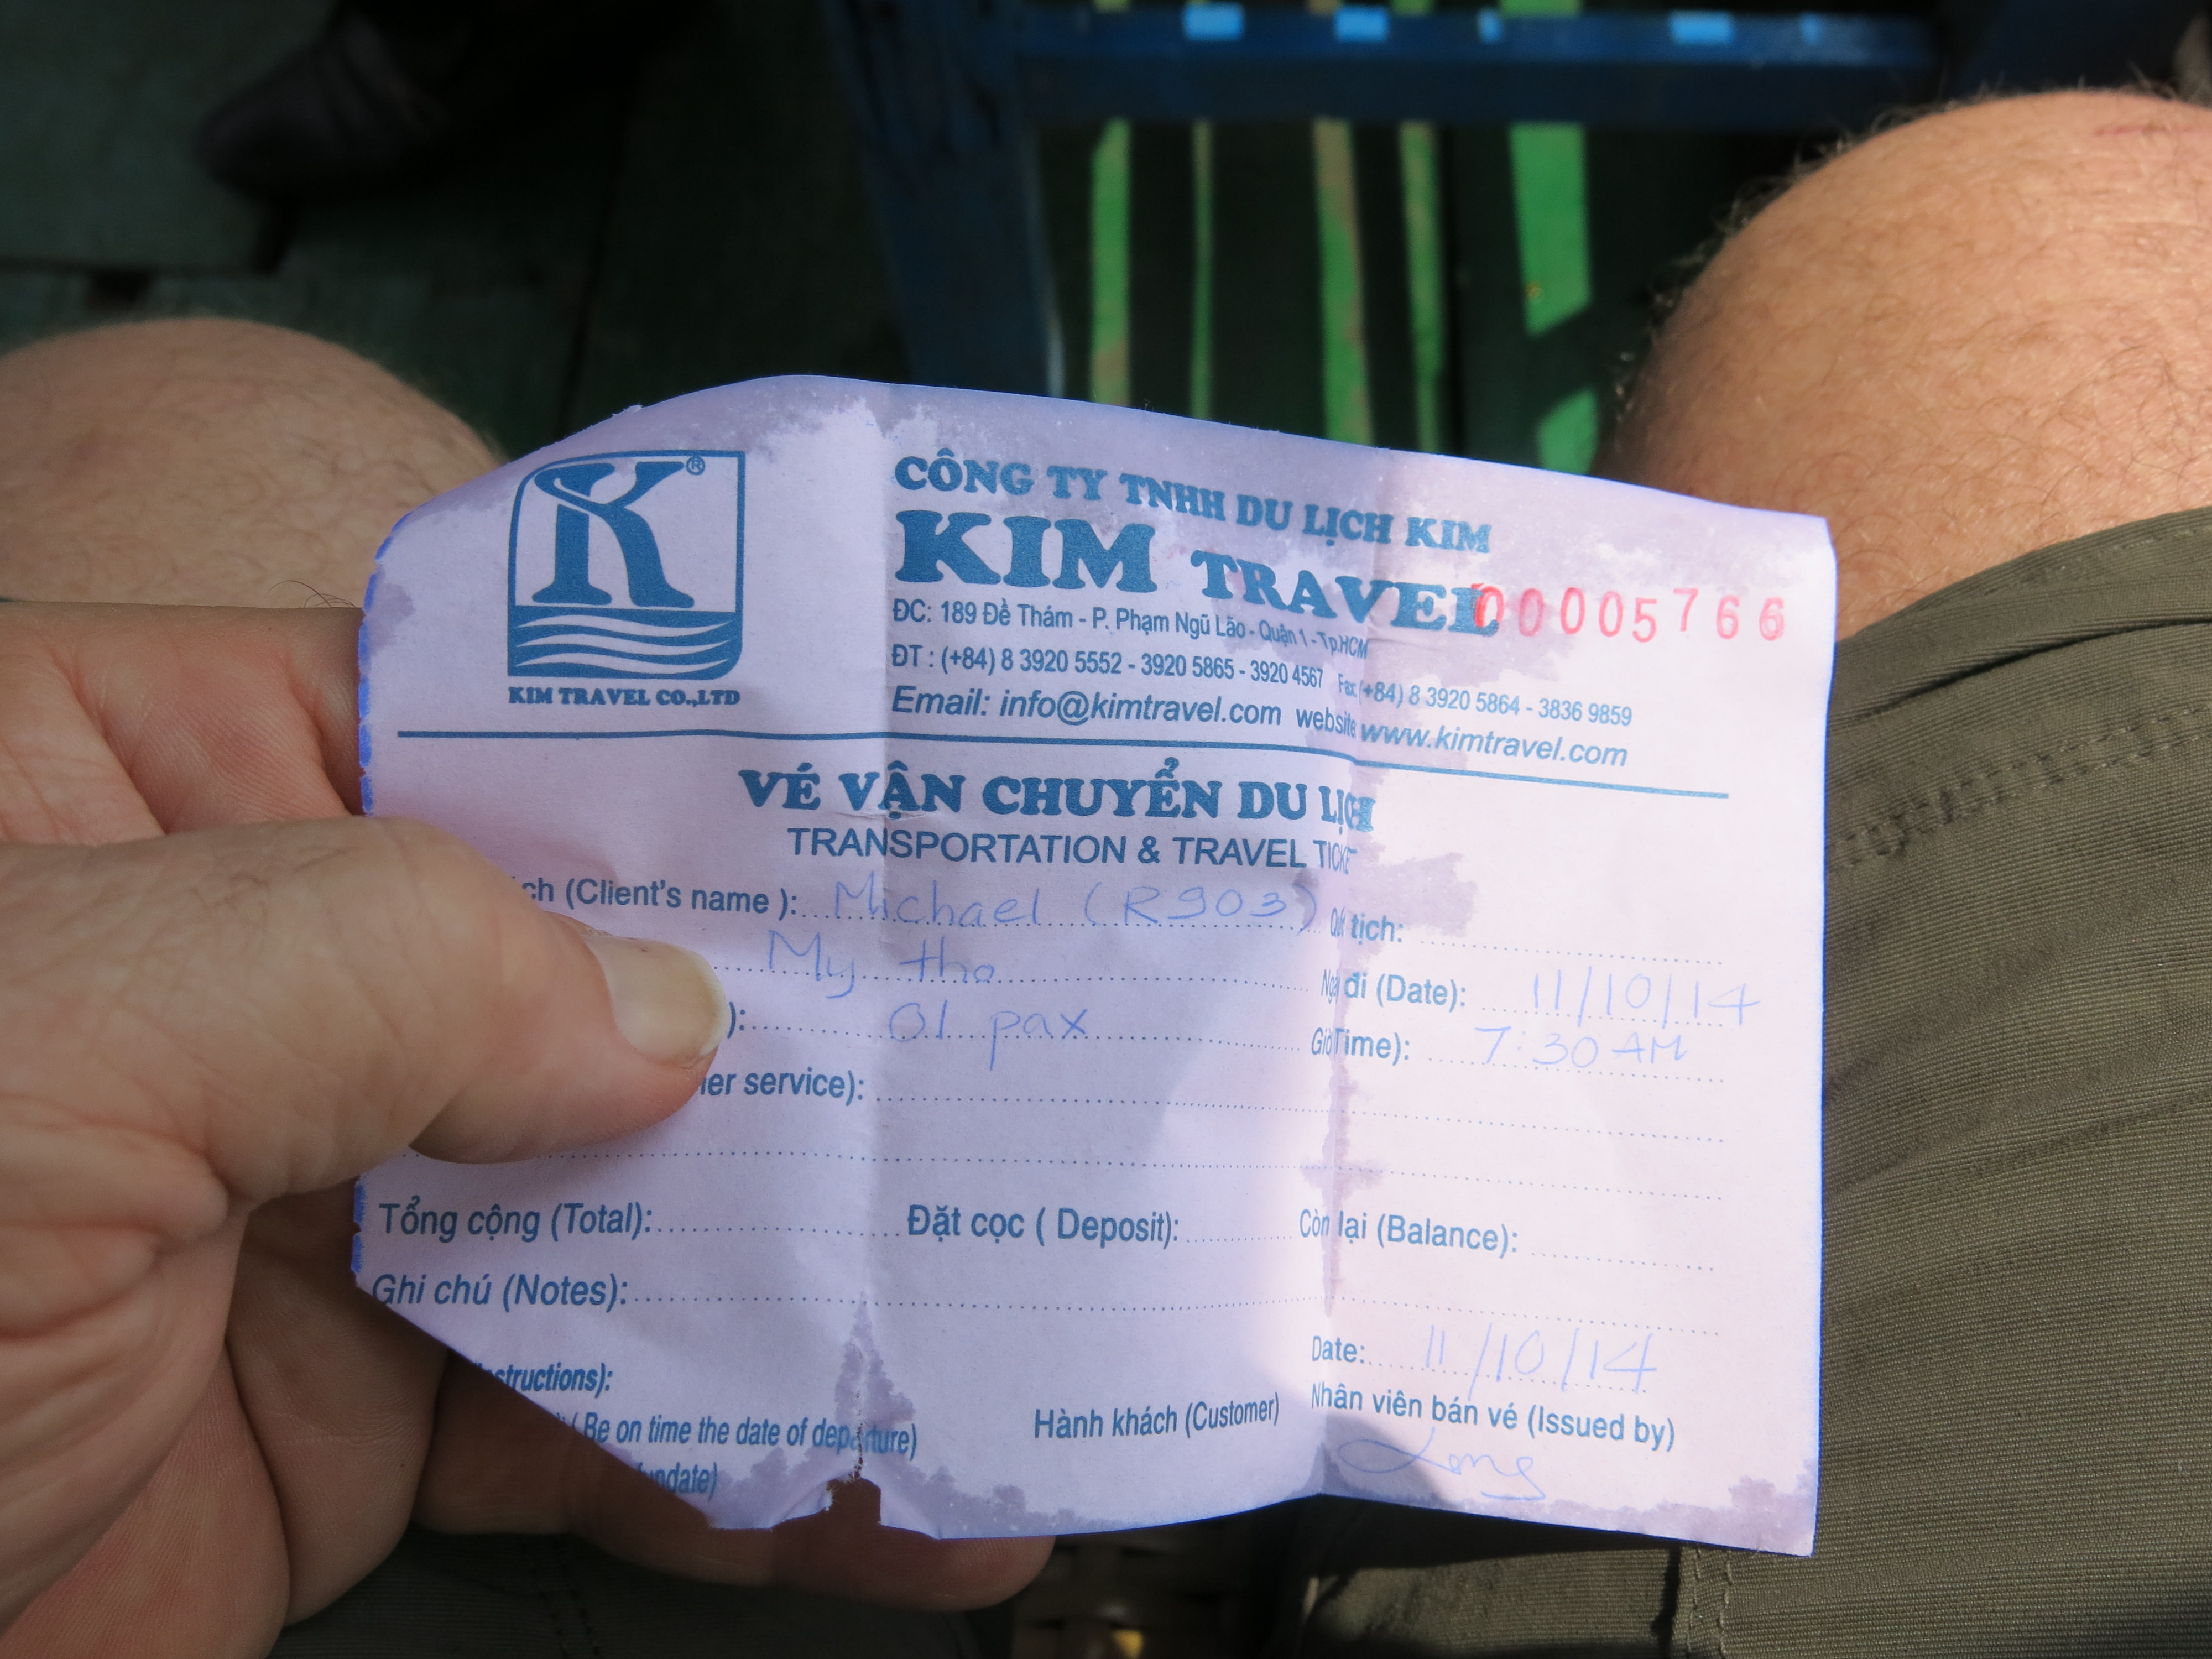 K®
KIM TRAVEL CO.,LTD
CÔNG TY TNHH DU LỊCH KIM
KIM TRAVEL
00005766
ĐC: 189 Đề Thám - P. Phạm Ngũ Lão - Quận 1 - Tp.HCM
ĐT : (+84) 8 3920 5552 - 3920 5865 - 3920 4567 Fax: (+84) 8 3920 5864 - 3836 9859
Email: info@kimtravel.com website www.kimtravel.com
VÉ VẬN CHUYỂN DU LỊCH
TRANSPORTATION & TRAVEL TICKET
(Client's name ): Michael (R903) tịch:
My tho đi (Date): 11/10/14
): 01 pax Time): 7:30 AM
service):
Tổng cộng (Total): Đặt cọc ( Deposit): Còn lại (Balance):
Ghi chú (Notes):
Date: 11/10/14
structions):
Hành khách (Customer) Nhân viên bán vé (Issued by)
( Be on time the date of departure)
Long